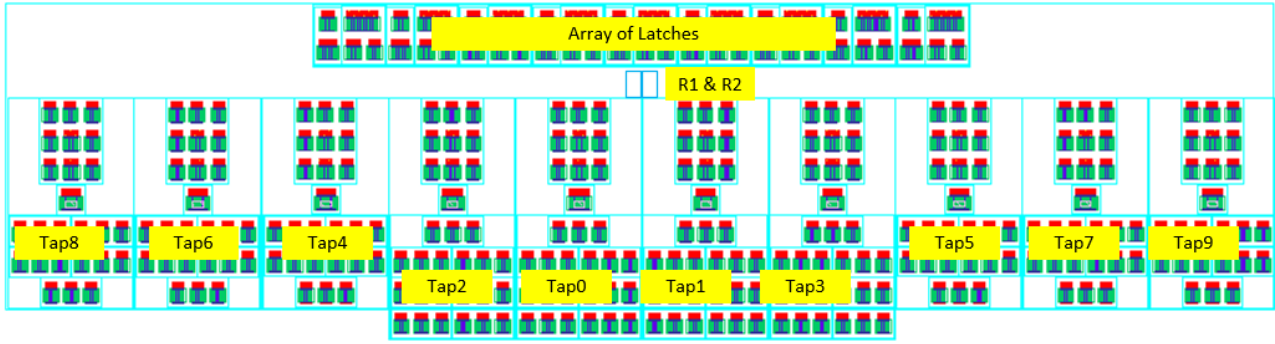 Array of Latches
R1 & R2
Tap8
Tap6
Tap4
Tap5
Tap7
Tap9
Tap2
Tap0
Tap1
Tap3